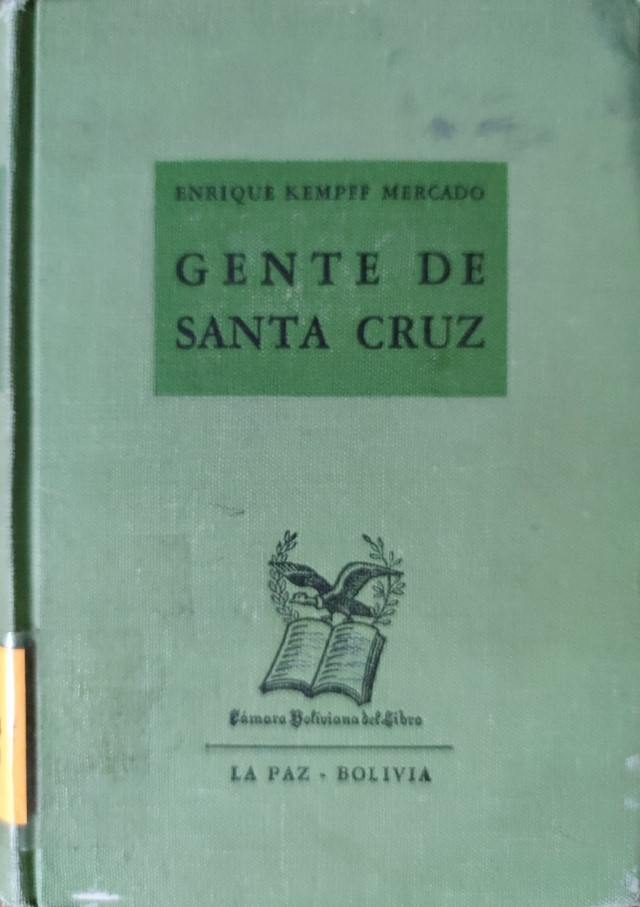 ENRIQUE KEMPFF MERCADO
GENTE DE
SANTA CRUZ
Cámara Boliviana del Libro
LA PAZ - BOLIVIA